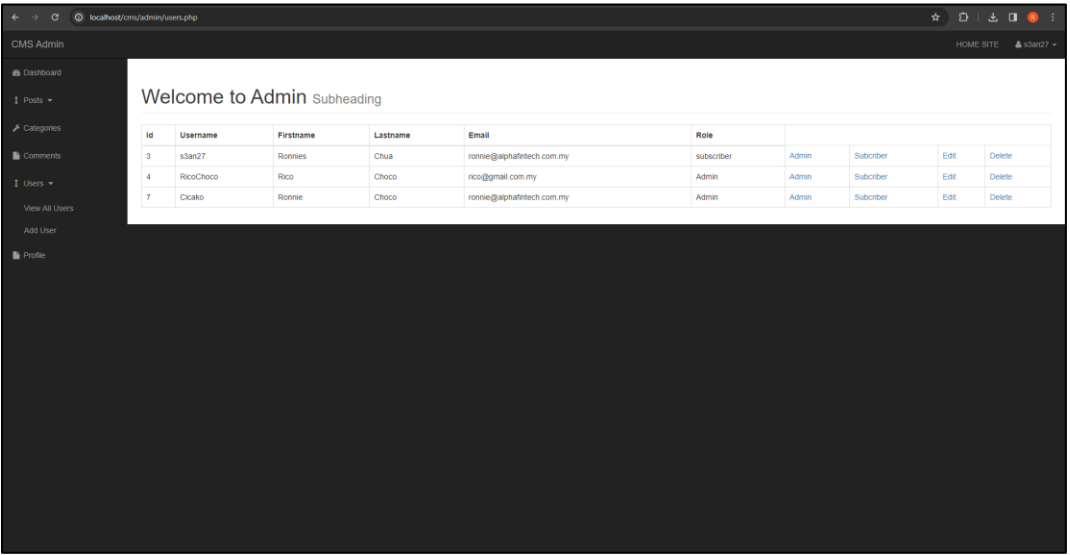 localhost/cms/admin/users.php
CMS Admin HOME SITE s3an27
Dashboard
Posts
Categories
Comments
Users
View All Users
Add User
Profile
Welcome to Admin Subheading
Id Username Firstname Lastname Email Role
3 s3an27 Ronnies Chua ronnie@alphafintech.com.my subscriber Admin Subcriber Edit Delete
4 RicoChoco Rico Choco rico@gmail.com.my Admin Admin Subcriber Edit Delete
7 Cicako Ronnie Choco ronnie@alphafintech.com.my Admin Admin Subcriber Edit Delete